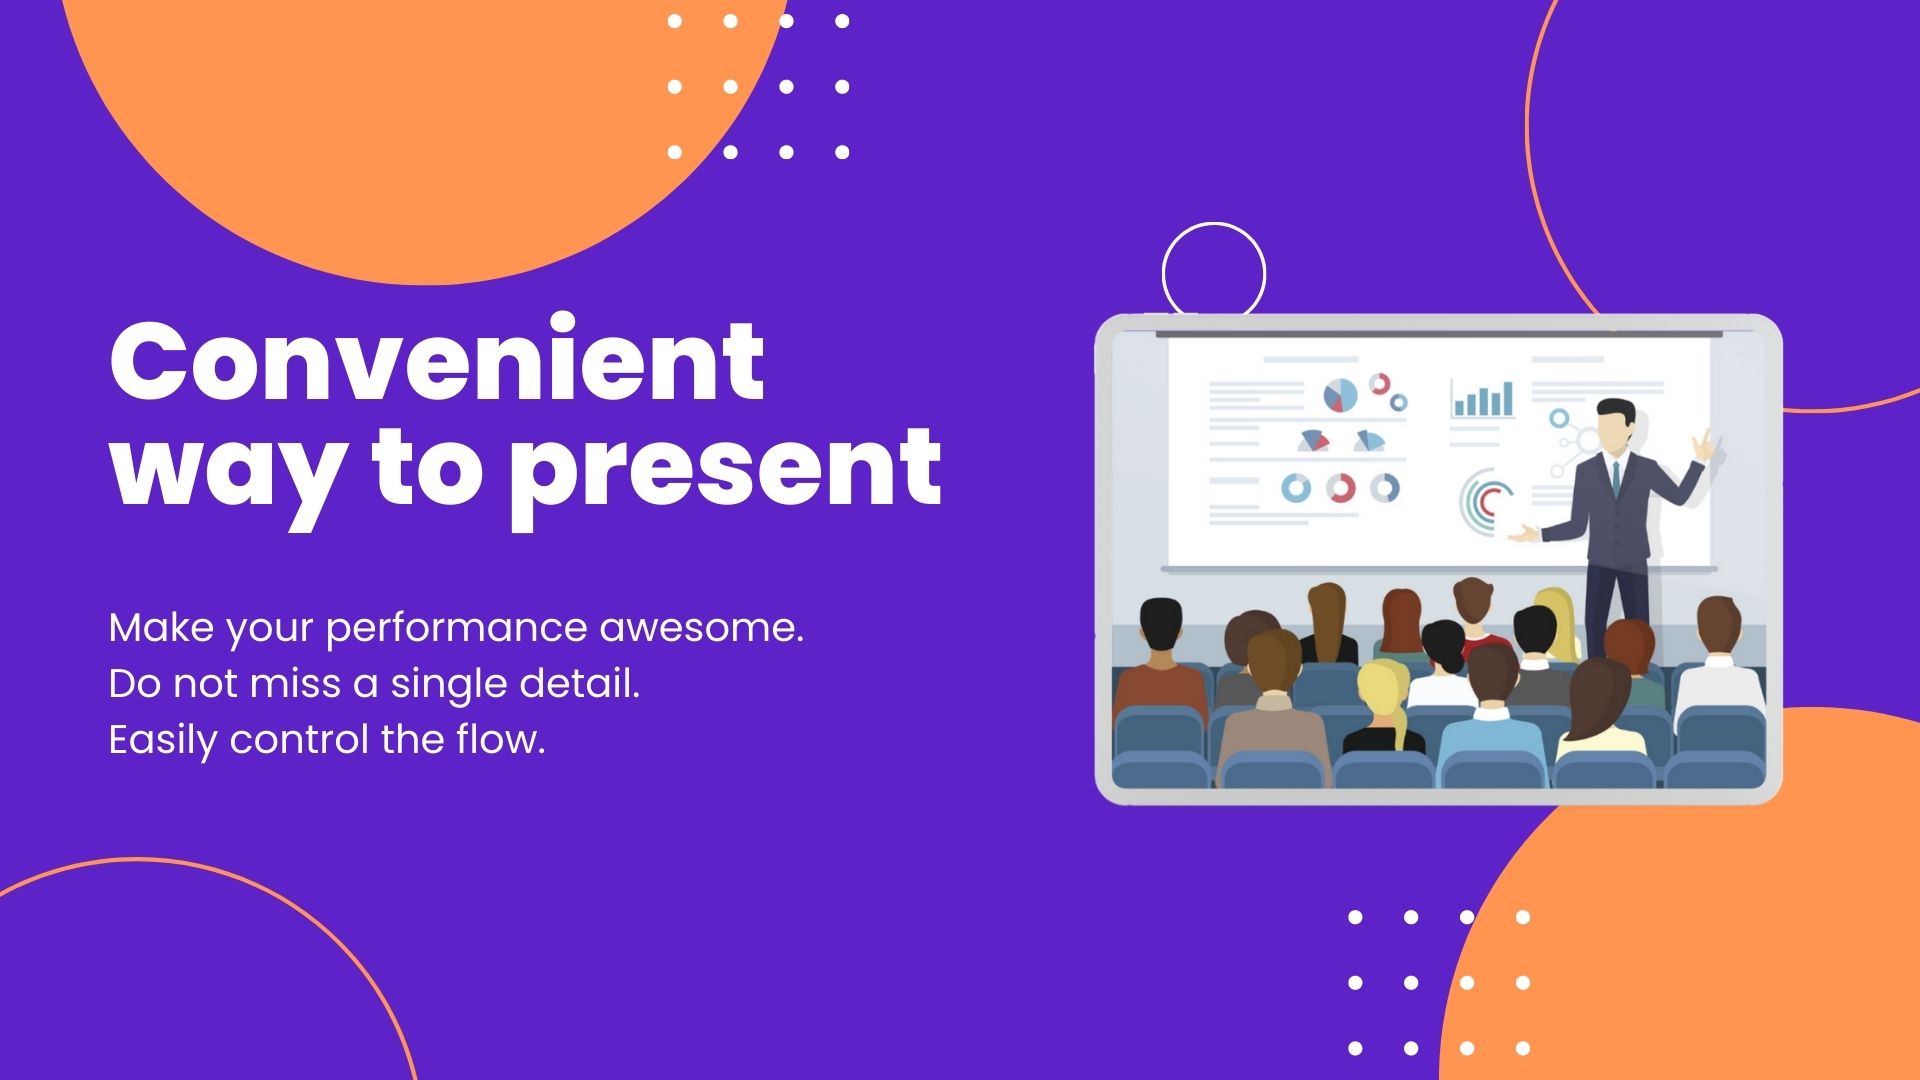 Convenient
way to present
Make your performance awesome.
Do not miss a single detail.
Easily control the flow.